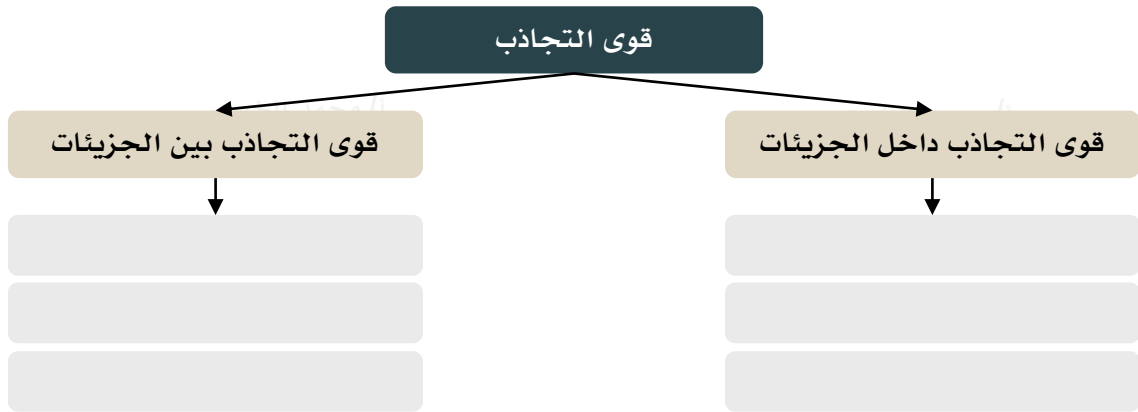 قوى التجاذب
قوى التجاذب داخل الجزيئات
قوى التجاذب بين الجزيئات